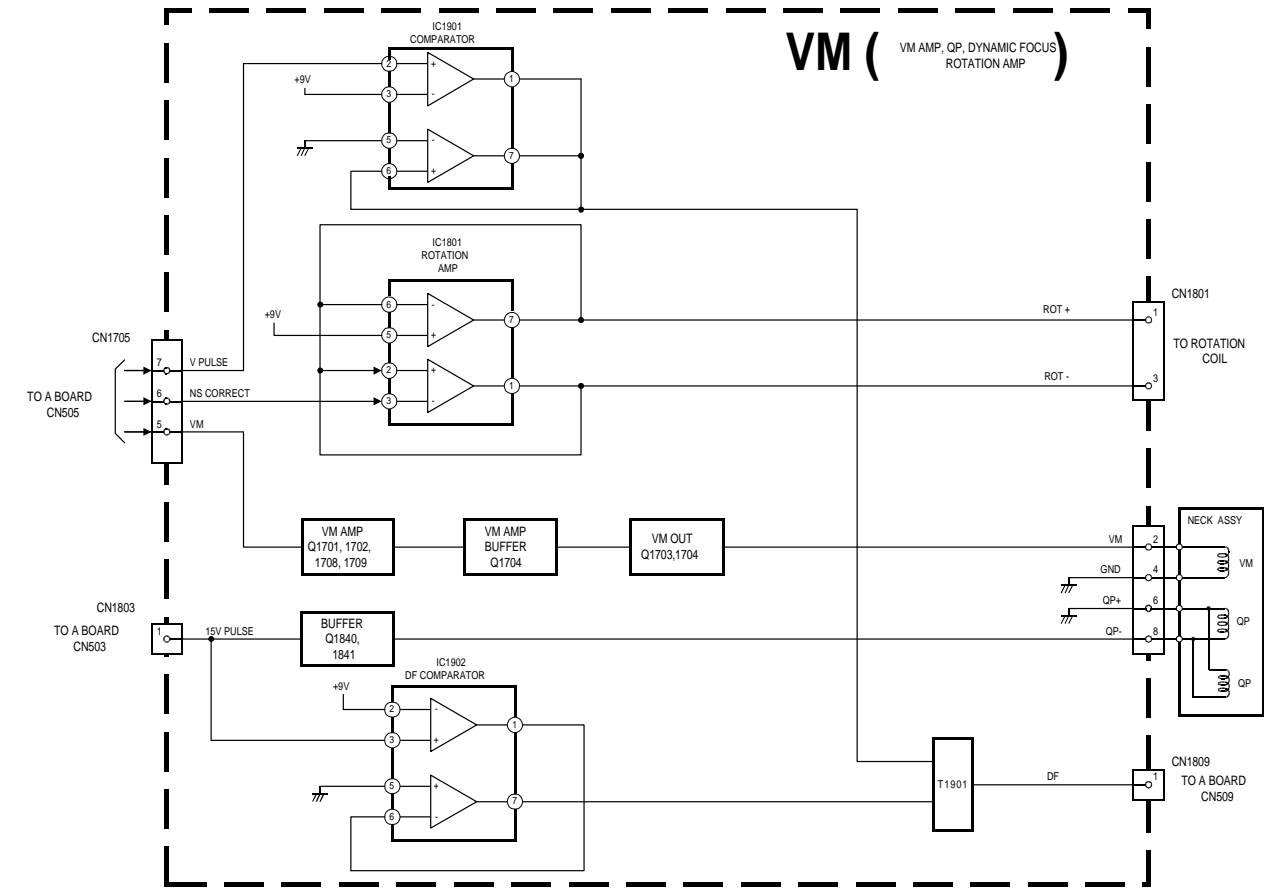 VM ( VM AMP, QP, DYNAMIC FOCUS
ROTATION AMP )
IC1901
COMPARATOR
+9V
2
3
5
6
+
-
-
+
1
7
IC1801
ROTATION
AMP
+9V
6
5
2
3
-
+
+
-
7
1
CN1705
TO A BOARD
CN505
7 V PULSE
6 NS CORRECT
5 VM
ROT +
ROT -
CN1801
1
3
TO ROTATION
COIL
VM AMP
Q1701, 1702,
1708, 1709
VM AMP
BUFFER
Q1704
VM OUT
Q1703,1704
VM 2
GND 4
QP+ 6
QP- 8
NECK ASSY
VM
QP
QP
CN1803
TO A BOARD
CN503
1 15V PULSE
BUFFER
Q1840,
1841
IC1902
DF COMPARATOR
+9V
2
3
5
6
-
+
+
-
1
7
T1901
DF
CN1809
1
TO A BOARD
CN509